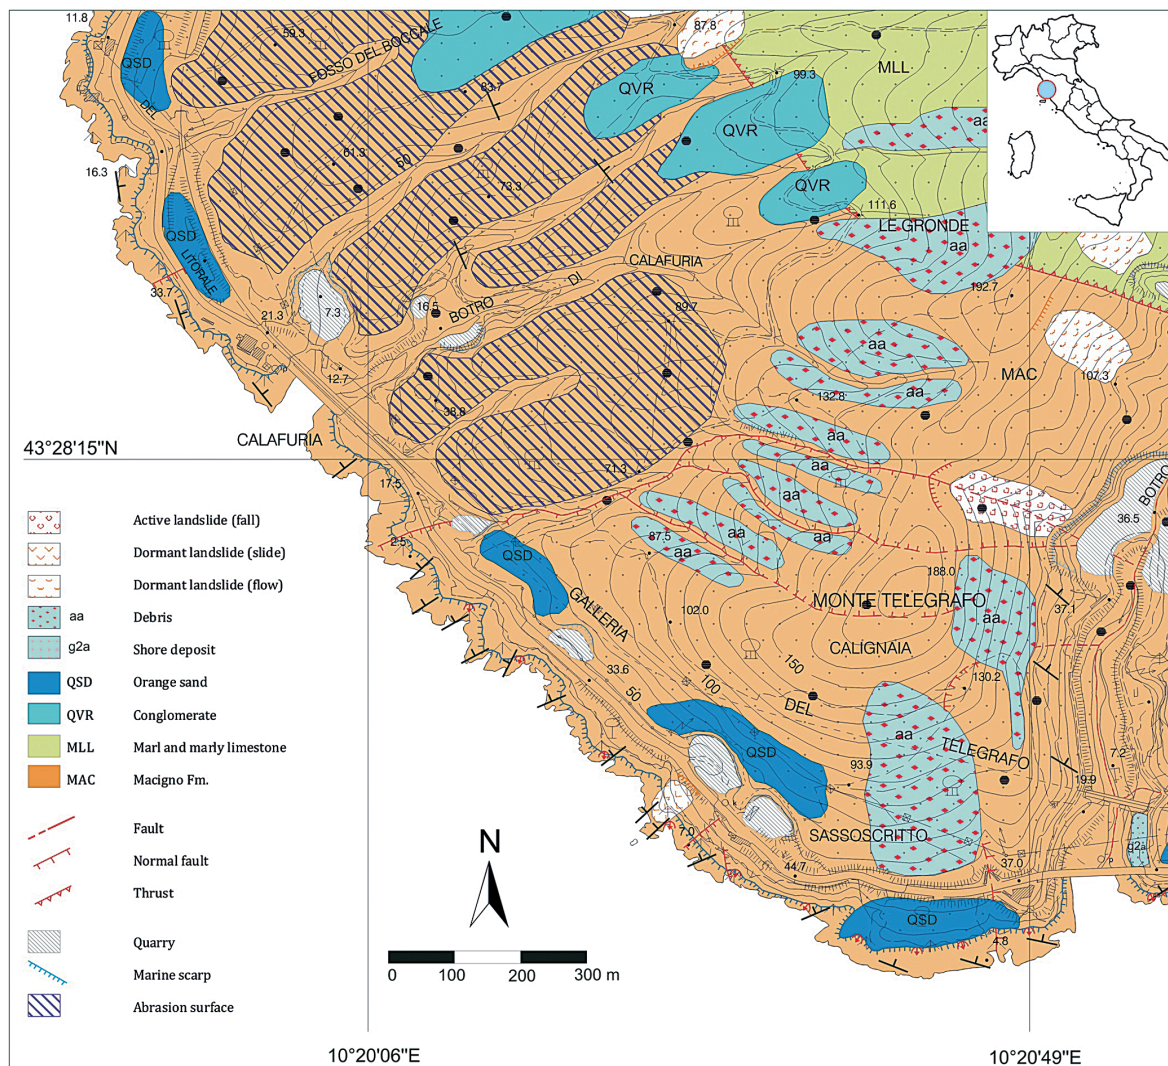 11.8
59.3
FOSSO DEL BOCCALE
87.8
QSD
83.7
99.3
MLL
QVR
aa
DEL
QVR
61.3
50
16.3
73.3
QVR
111.6
LE GRONDE
aa
QSD
LITORALE
CALAFURIA
DI
BOTRO
33.7
192.7
7.3
16.5
89.7
21.3
aa
12.7
MAC
107.3
38.8
132.8
aa
CALAFURIA
aa
43°28'15"N
71.3
aa
17.5
aa
BOTRO
36.5
2.5
87.5
aa
aa
aa
QSD
188.0
GALLERIA
102.0
MONTE TELEGRAFO
37.1
aa
CALIGNAIA
33.6
150
100
50
130.2
DEL
aa
TELEGRAFO
QSD
93.9
7.2
19.9
7.0
SASSOSCRITTO
g2a
44.7
37.0
QSD
4.8
Active landslide (fall)
Dormant landslide (slide)
Dormant landslide (flow)
aa Debris
g2a Shore deposit
QSD Orange sand
QVR Conglomerate
MLL Marl and marly limestone
MAC Macigno Fm.
Fault
Normal fault
Thrust
Quarry
Marine scarp
Abrasion surface
N
0 100 200 300 m
10°20'06"E
10°20'49"E